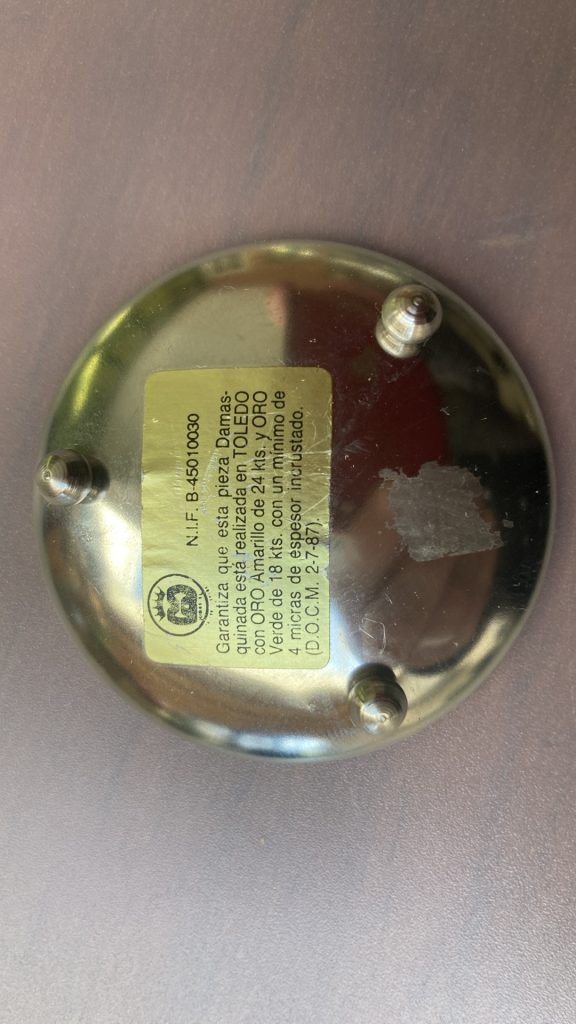 N.I.F. B-45010030
Garantiza que esta pieza Damas-
quinada está realizada en TOLEDO
con ORO Amarillo de 24 kts. y ORO
Verde de 18 kts. con un mínimo de
4 micras de espesor incrustado.
(D.O.C.M. 2-7-87).